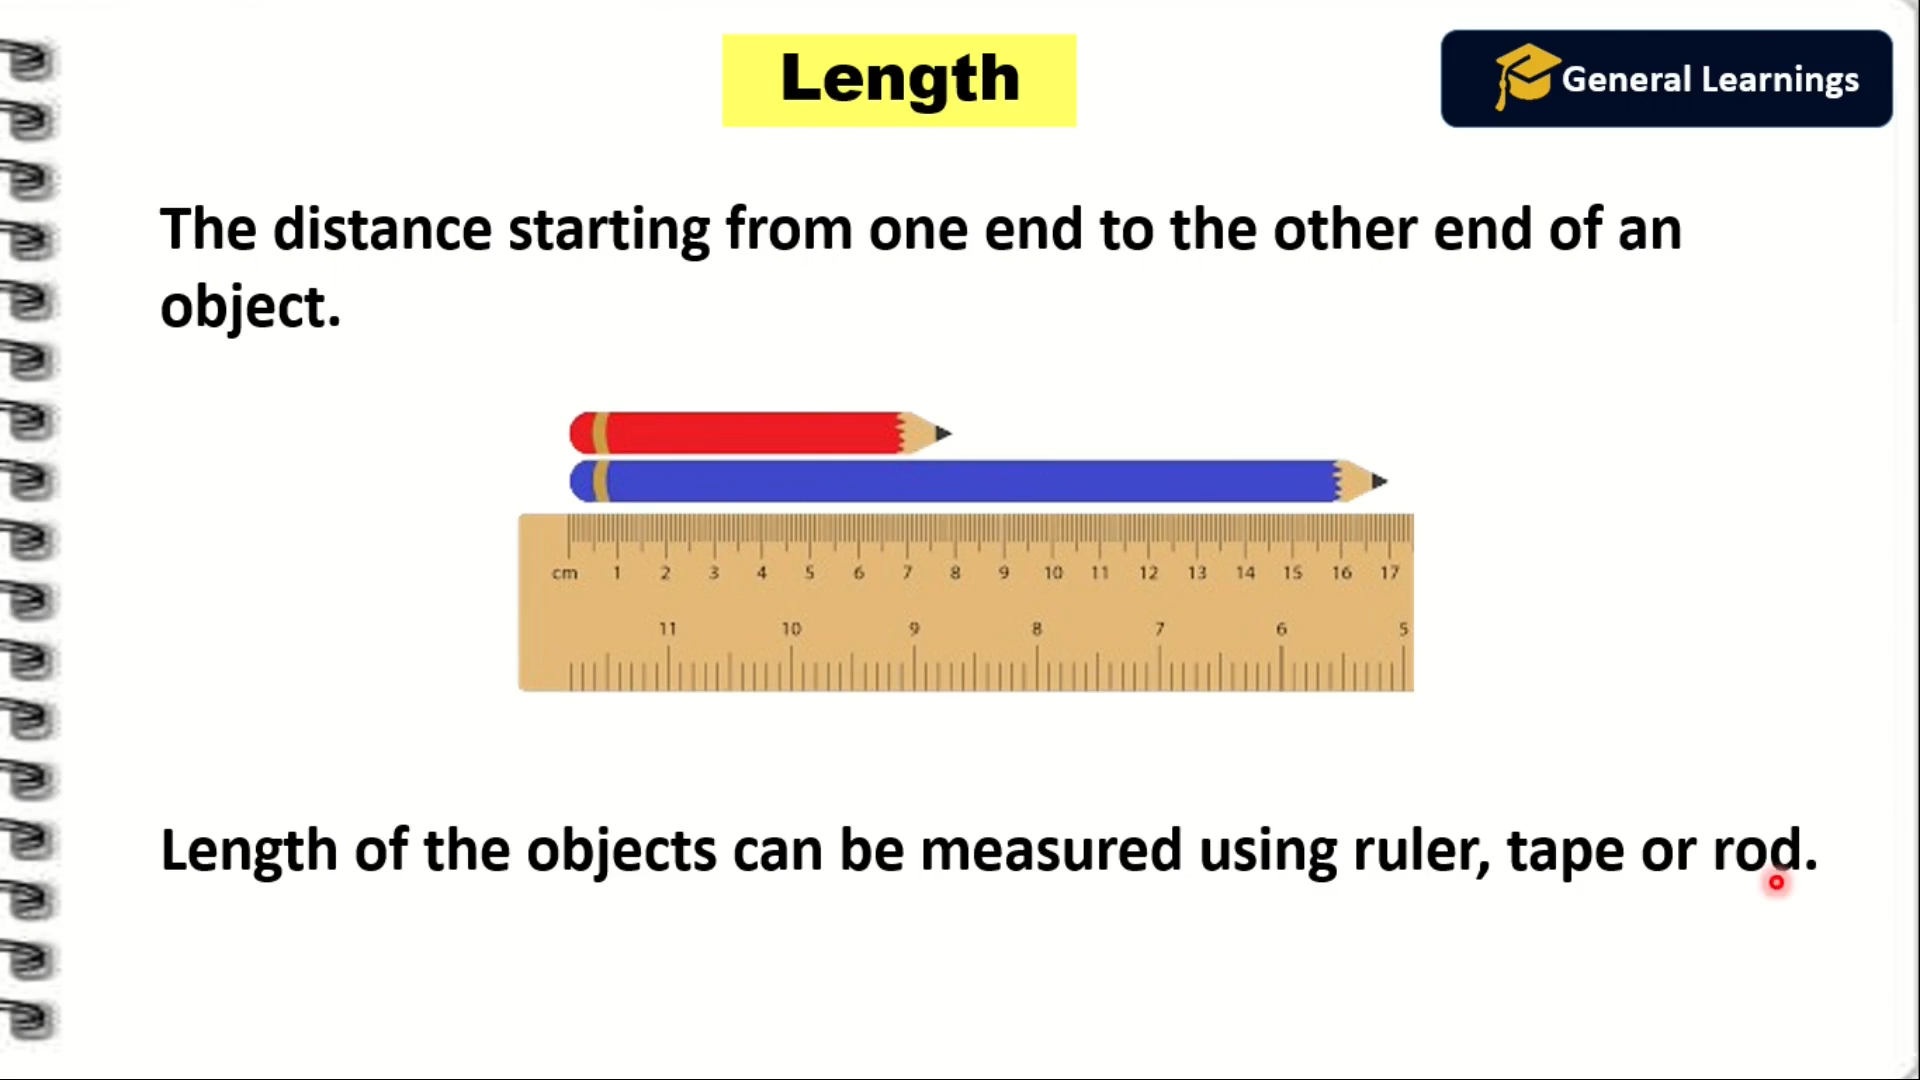 Length
General Learnings
The distance starting from one end to the other end of an
object.
cm 1 2 3 4 5 6 7 8 9 10 11 12 13 14 15 16 17
11 10 9 8 7 6 5
Length of the objects can be measured using ruler, tape or rod.